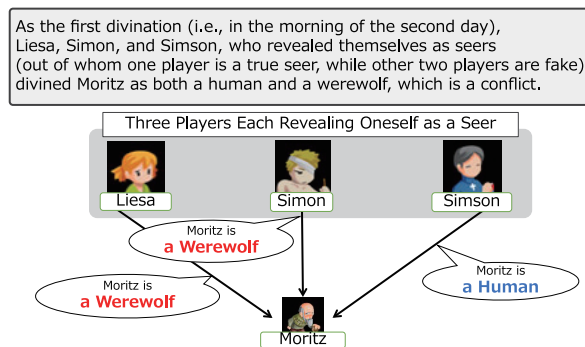 As the first divination (i.e., in the morning of the second day),
Liesa, Simon, and Simson, who revealed themselves as seers
(out of whom one player is a true seer, while other two players are fake)
divined Moritz as both a human and a werewolf, which is a conflict.
Three Players Each Revealing Oneself as a Seer
Liesa
Simon
Simson
Moritz is
a Werewolf
Moritz is
a Werewolf
Moritz is
a Human
Moritz